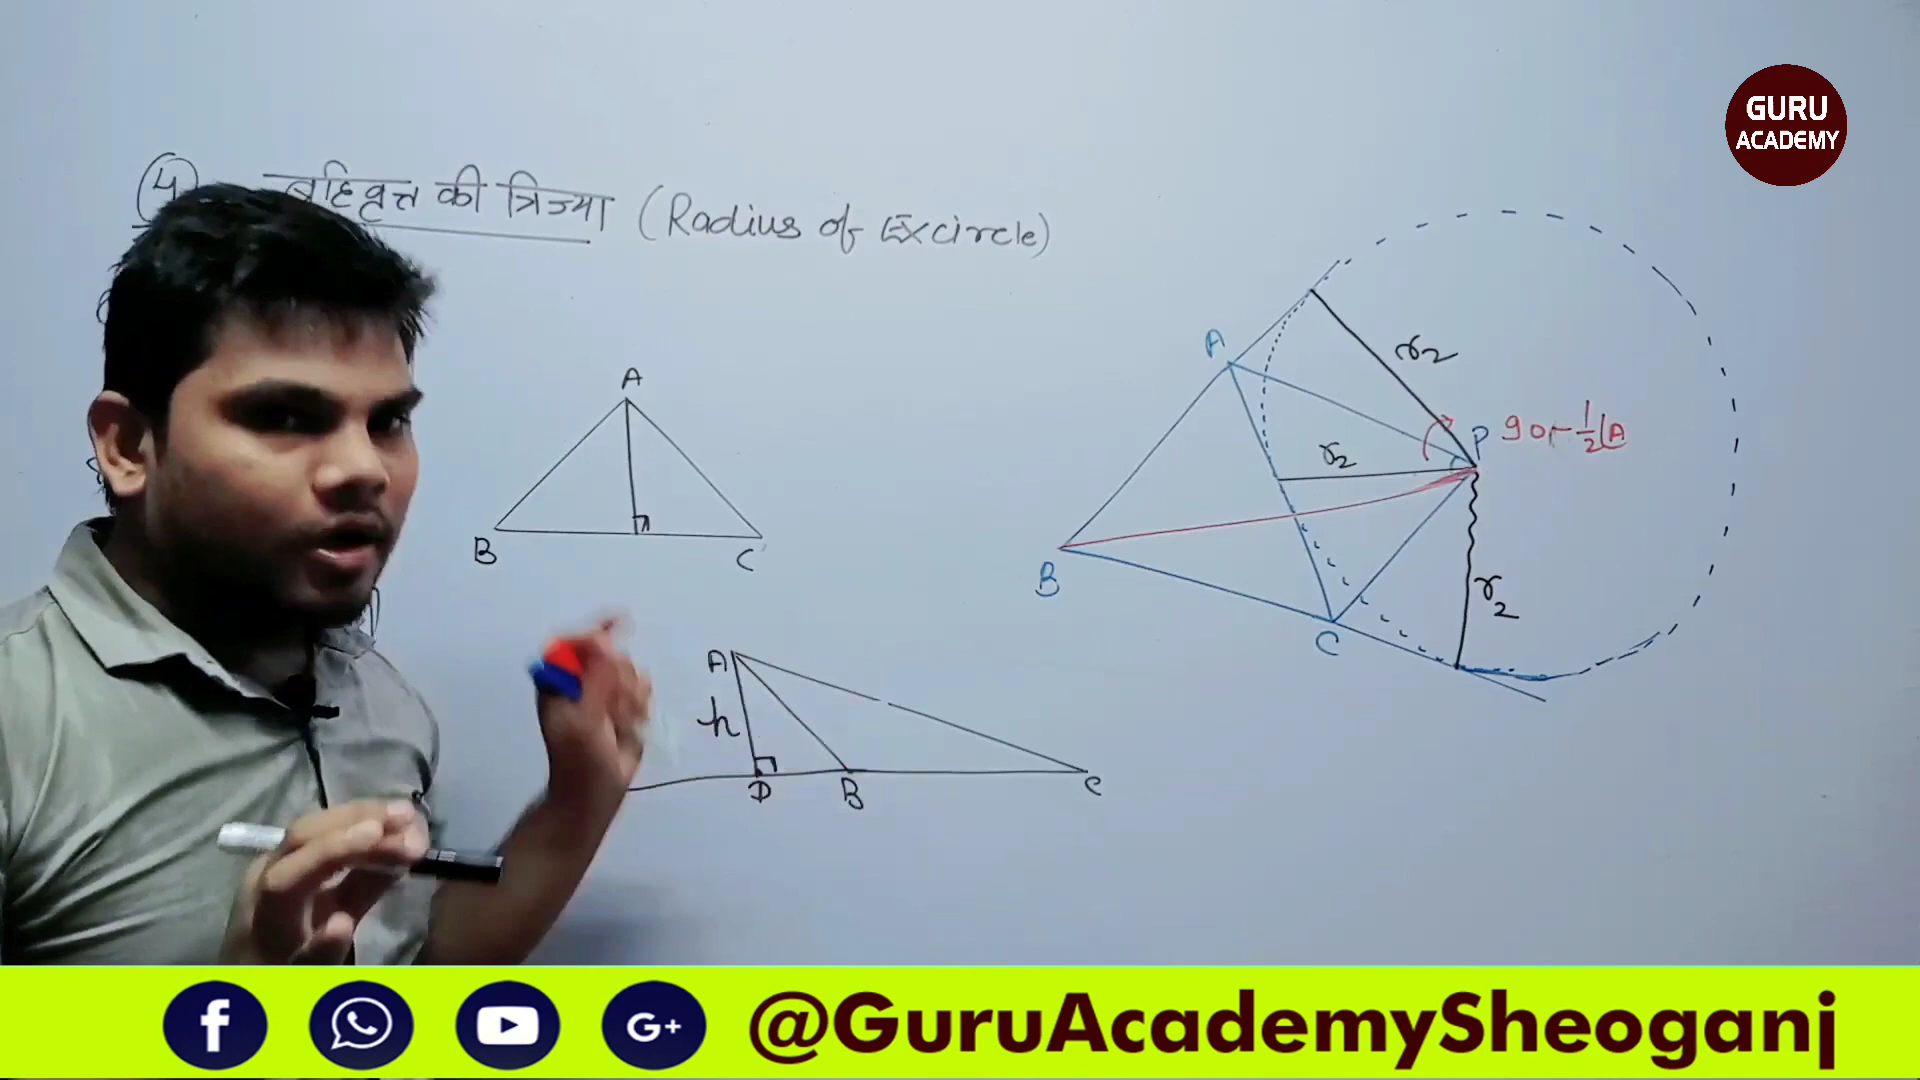 GURU
ACADEMY
4 बहिवृत्त की त्रिज्या (Radius of Excircle)
A
B
C
A
h
D
B
C
A
r2
P 90 - 1/2 ∠A
r2
B
r2
C
@GuruAcademySheoganj